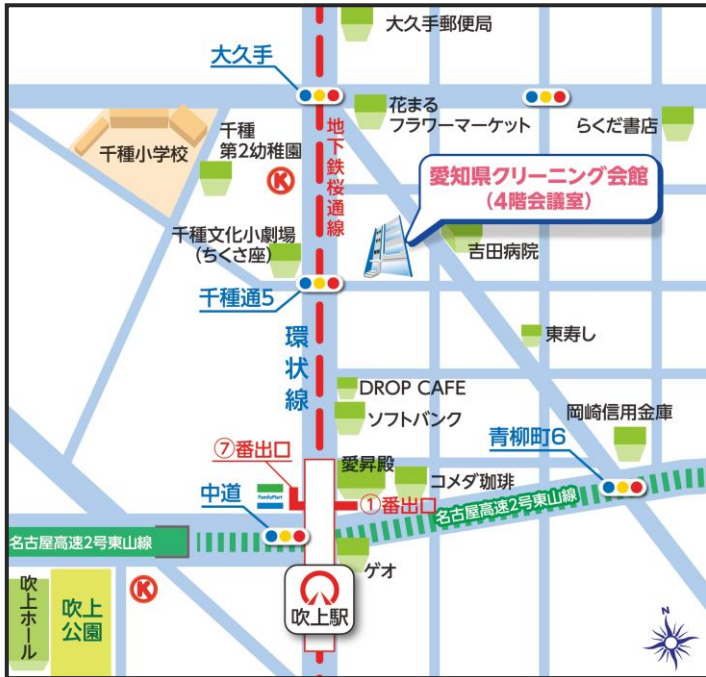 大久手郵便局
大久手
花まる
フラワーマーケット
らくだ書店
千種小学校
千種
第2幼稚園
K
地下鉄桜通線
愛知県クリーニング会館
(4階会議室)
千種文化小劇場
(ちくさ座)
吉田病院
千種通5
環状線
東寿し
DROP CAFE
ソフトバンク
岡崎信用金庫
青柳町6
⑦番出口
愛昇殿
コメダ珈琲
FamilyMart
中道
①番出口
名古屋高速2号東山線
名古屋高速2号東山線
ゲオ
K
吹上ホール
吹上
公園
吹上駅
N